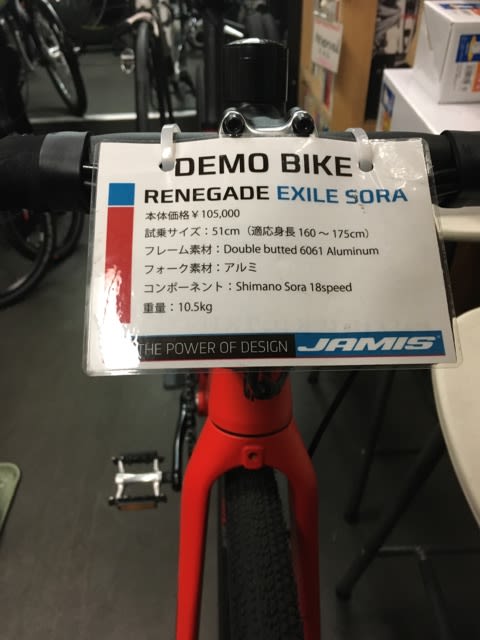 DEMO BIKE
RENEGADE EXILE SORA
本体価格￥105,000
試乗サイズ：51cm（適応身長 160 〜 175cm）
フレーム素材：Double butted 6061 Aluminum
フォーク素材：アルミ
コンポーネント：Shimano Sora 18speed
重量：10.5kg
THE POWER OF DESIGN JAMIS